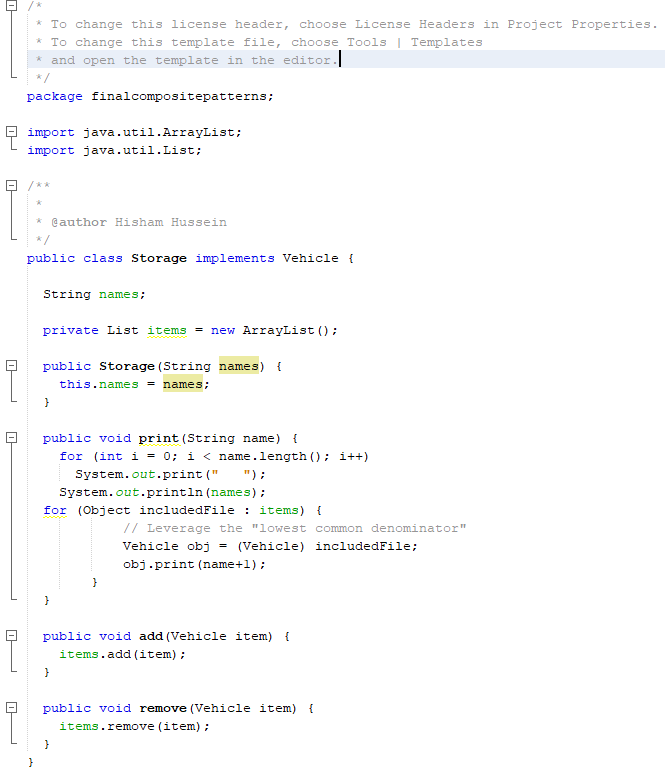 /*
 * To change this license header, choose License Headers in Project Properties.
 * To change this template file, choose Tools | Templates
 * and open the template in the editor.
 */
package finalcompositepatterns;

import java.util.ArrayList;
import java.util.List;

/**
 *
 * @author Hisham Hussein
 */
public class Storage implements Vehicle {

  String names;

  private List items = new ArrayList();

  public Storage(String names) {
    this.names = names;
  }

  public void print(String name) {
    for (int i = 0; i < name.length(); i++)
      System.out.print("   ");
    System.out.println(names);
  for (Object includedFile : items) {
            // Leverage the "lowest common denominator"
            Vehicle obj = (Vehicle) includedFile;
            obj.print(name+1);
        }
  }

  public void add(Vehicle item) {
    items.add(item);
  }

  public void remove(Vehicle item) {
    items.remove(item);
  }
}